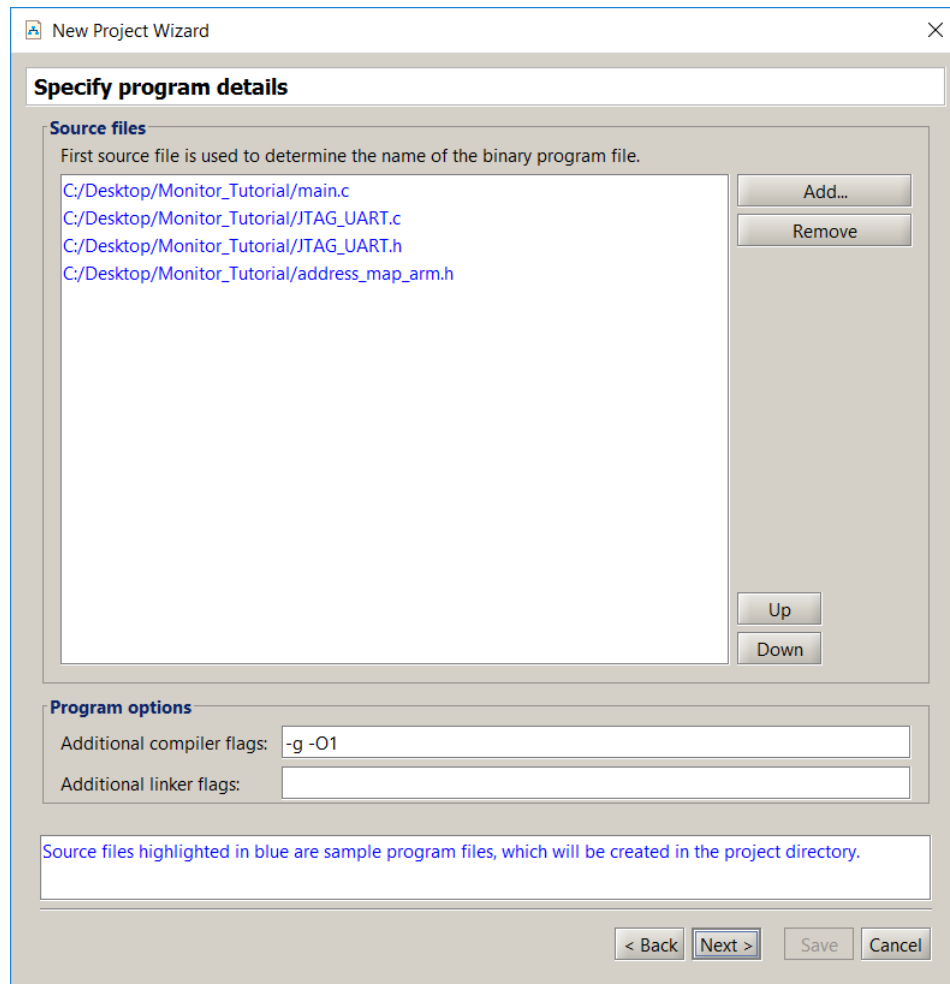 New Project Wizard
Specify program details
Source files
First source file is used to determine the name of the binary program file.
C:/Desktop/Monitor_Tutorial/main.c
C:/Desktop/Monitor_Tutorial/JTAG_UART.c
C:/Desktop/Monitor_Tutorial/JTAG_UART.h
C:/Desktop/Monitor_Tutorial/address_map_arm.h
Add...
Remove
Up
Down
Program options
Additional compiler flags: -g -O1
Additional linker flags:
Source files highlighted in blue are sample program files, which will be created in the project directory.
< Back Next > Save Cancel